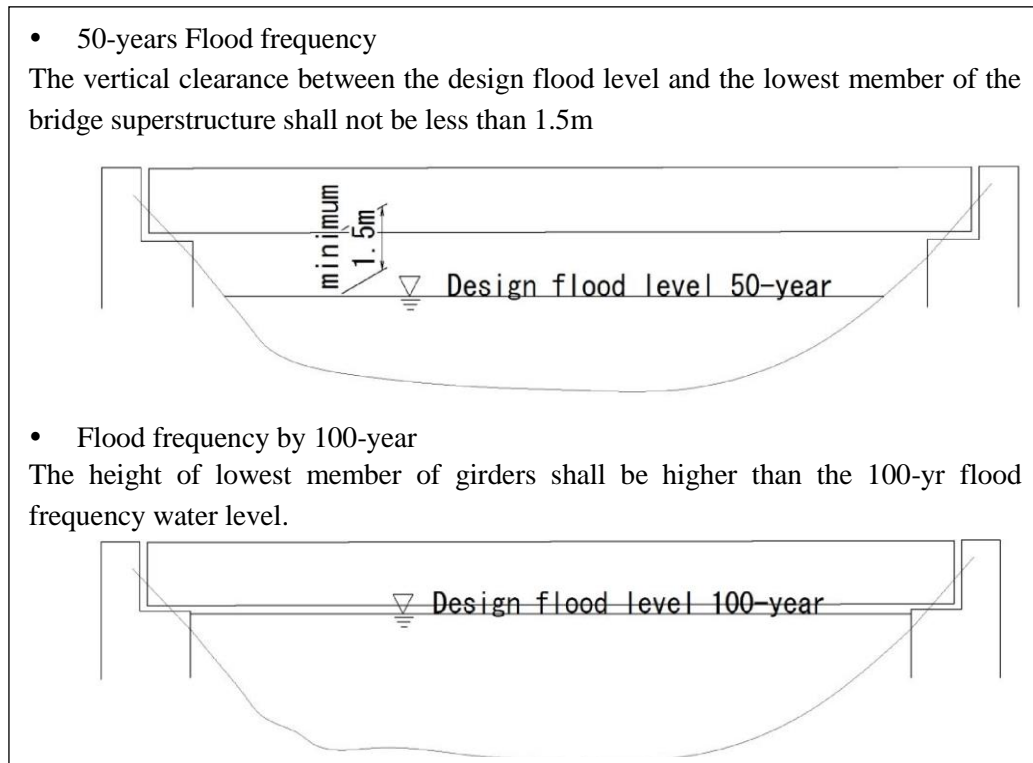 • 50-years Flood frequency
The vertical clearance between the design flood level and the lowest member of the
bridge superstructure shall not be less than 1.5m
minimum
1.5m
Design flood level 50-year
• Flood frequency by 100-year
The height of lowest member of girders shall be higher than the 100-yr flood
frequency water level.
Design flood level 100-year